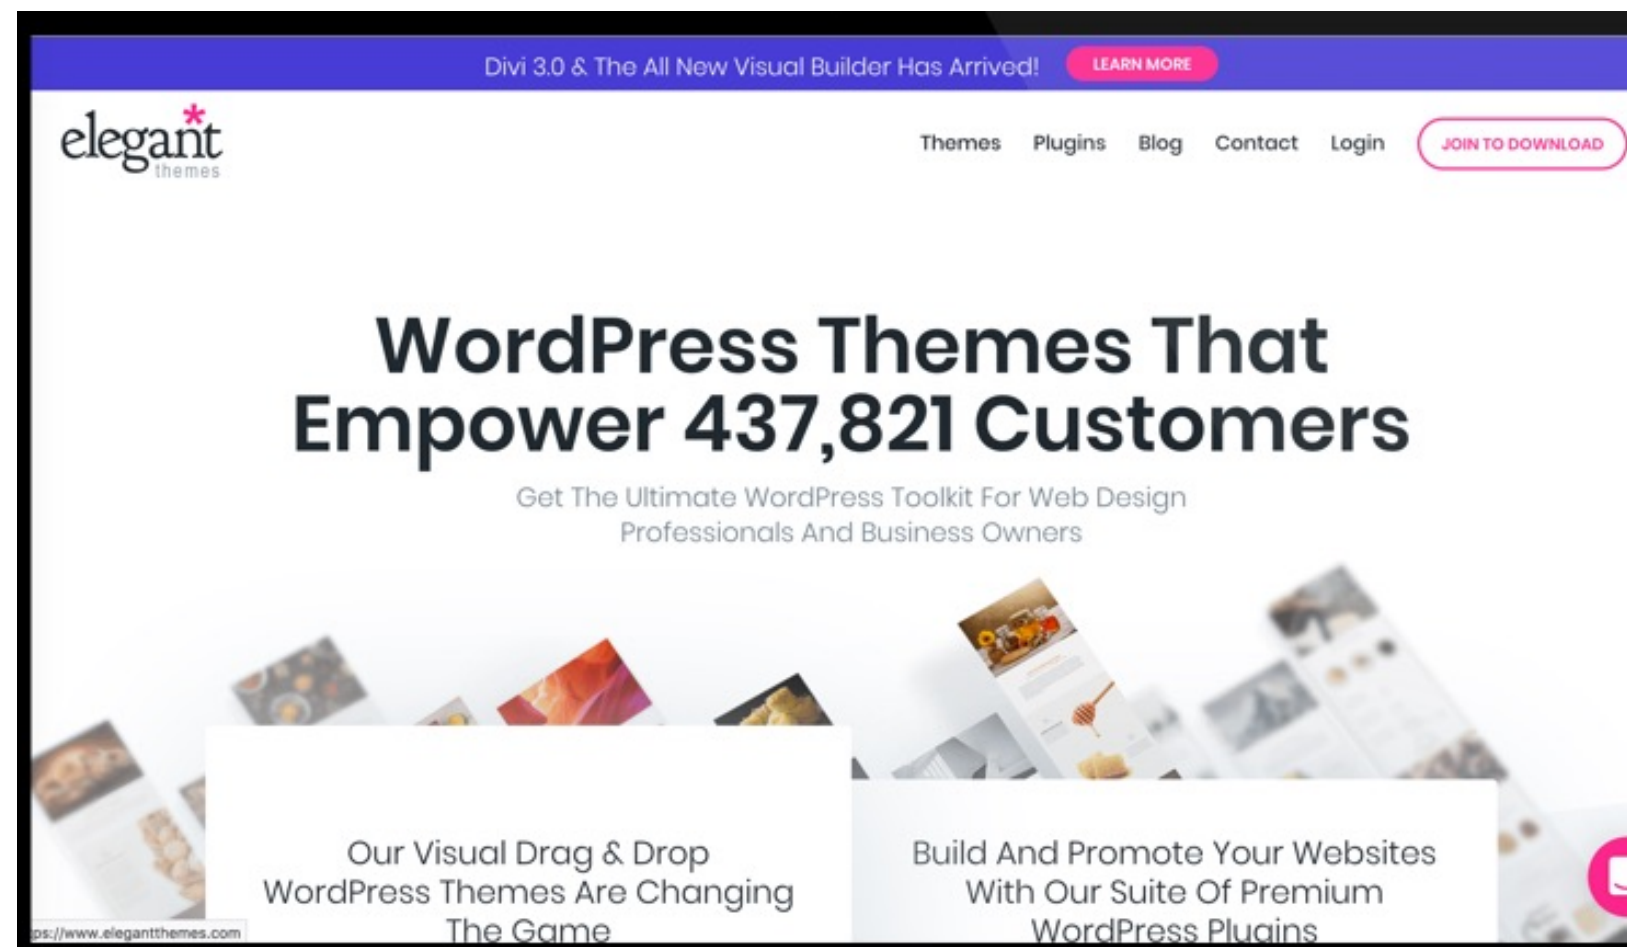 Divi 3.0 & The All New Visual Builder Has Arrived! LEARN MORE
elegant
themes
Themes Plugins Blog Contact Login JOIN TO DOWNLOAD
WordPress Themes That
Empower 437,821 Customers
Get The Ultimate WordPress Toolkit For Web Design
Professionals And Business Owners
Our Visual Drag & Drop
WordPress Themes Are Changing
The Game
Build And Promote Your Websites
With Our Suite Of Premium
WordPress Plugins
ps://www.elegantthemes.com